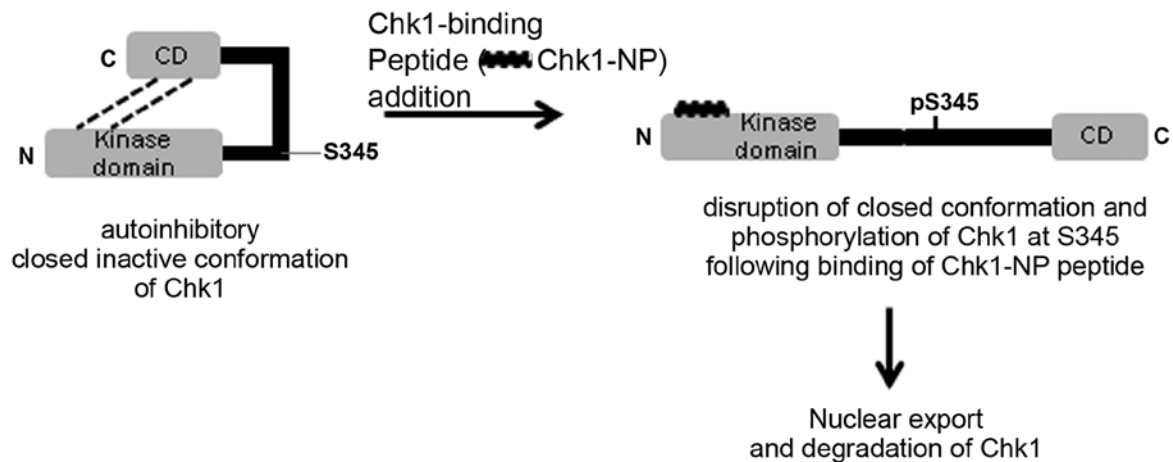 C
CD
N
Kinase
domain
S345
autoinhibitory
closed inactive conformation
of Chk1
Chk1-binding
Peptide ( Chk1-NP)
addition
pS345
N
Kinase
domain
CD
C
disruption of closed conformation and
phosphorylation of Chk1 at S345
following binding of Chk1-NP peptide
Nuclear export
and degradation of Chk1